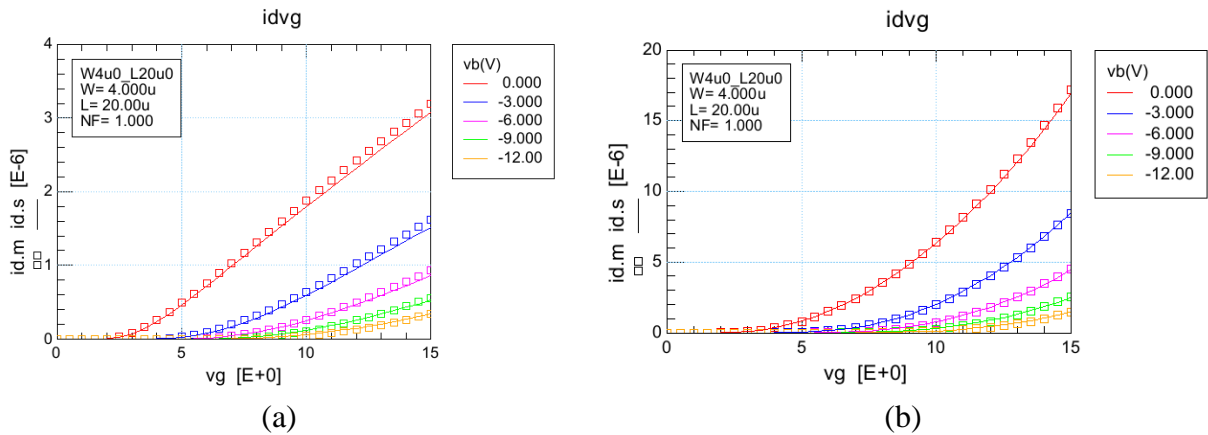 idvg
4
3
2
1
0
0
5
10
15
vg [E+0]
id.m id.s [E-6]
W4u0_L20u0
W= 4.000u
L= 20.00u
NF= 1.000
vb(V)
0.000
-3.000
-6.000
-9.000
-12.00
(a)
idvg
20
15
10
5
0
0
5
10
15
vg [E+0]
id.m id.s [E-6]
W4u0_L20u0
W= 4.000u
L= 20.00u
NF= 1.000
vb(V)
0.000
-3.000
-6.000
-9.000
-12.00
(b)